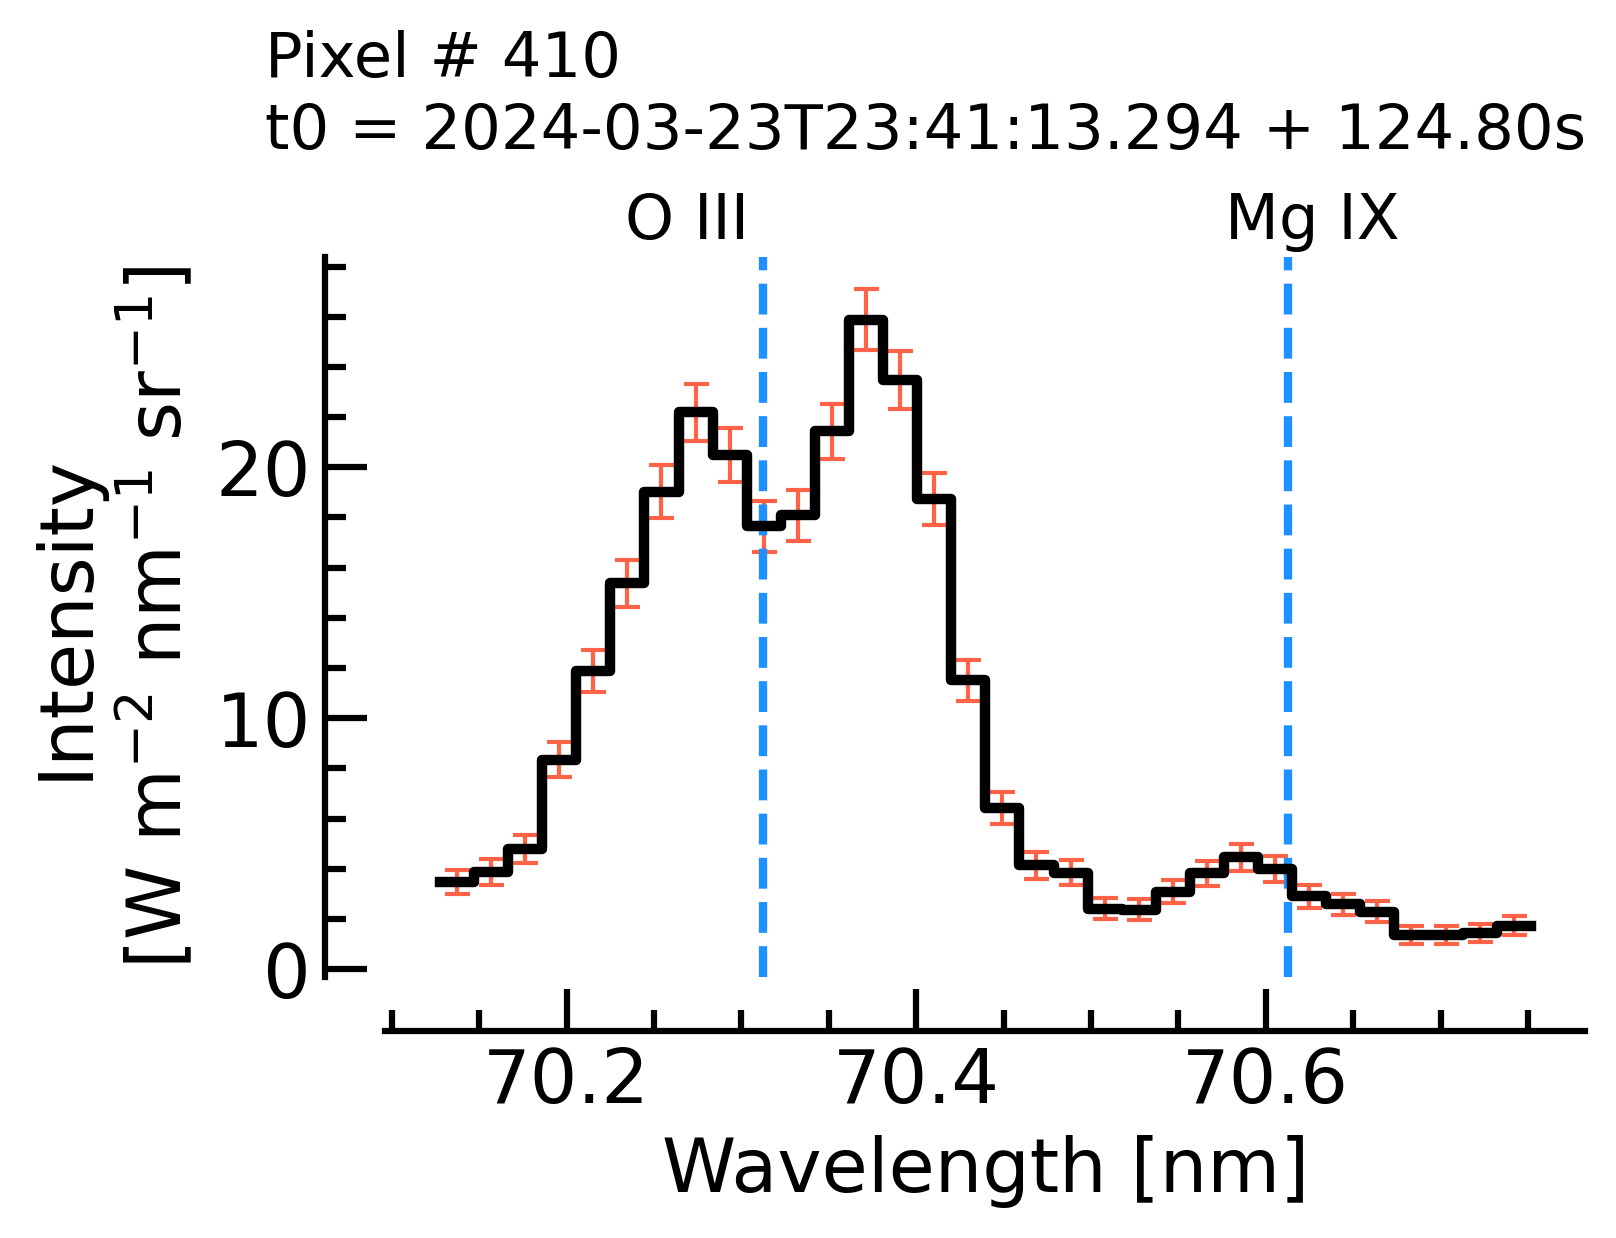 Pixel # 410
t0 = 2024-03-23T23:41:13.294 + 124.80s
O III
Mg IX
Intensity
[W m⁻² nm⁻¹ sr⁻¹]
20
10
0
70.2
70.4
70.6
Wavelength [nm]